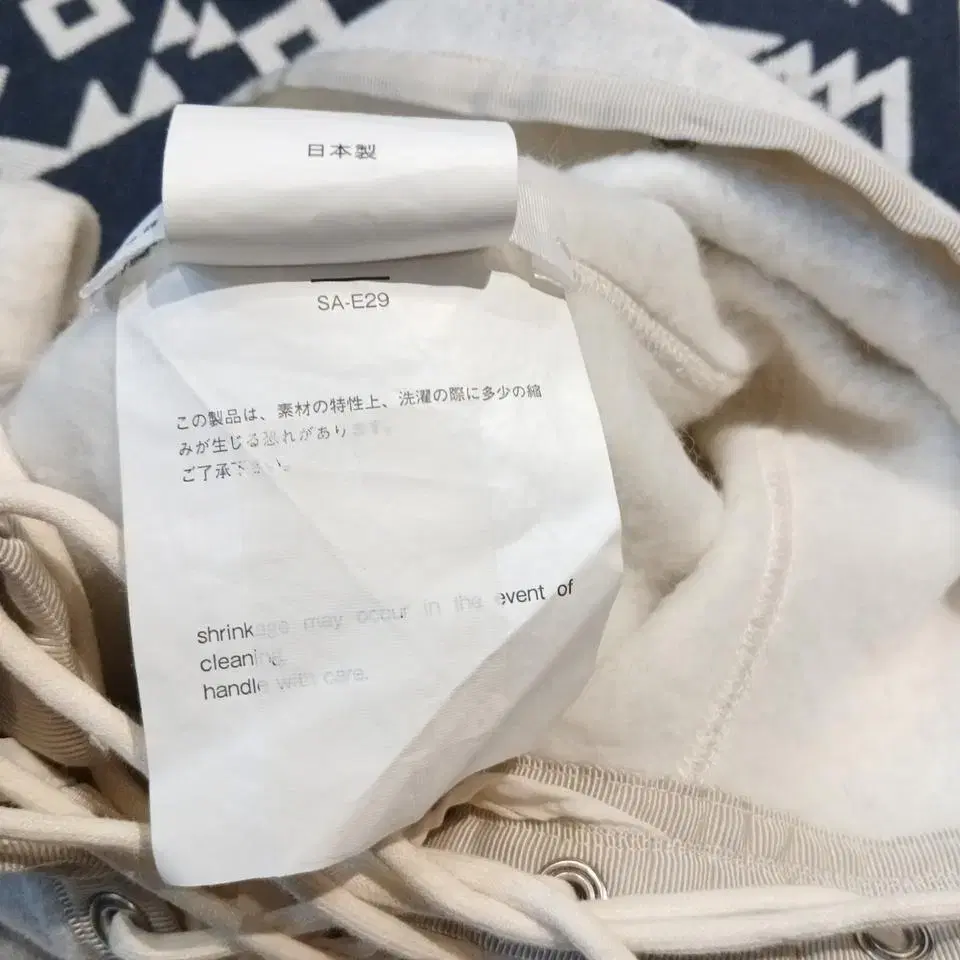 日本製
SA-E29
この製品は、素材の特性上、洗濯の際に多少の縮
みが生じる恐れがあります。
ご了承下さい。
shrinkage may occur in the event of
cleaning.
handle with care.